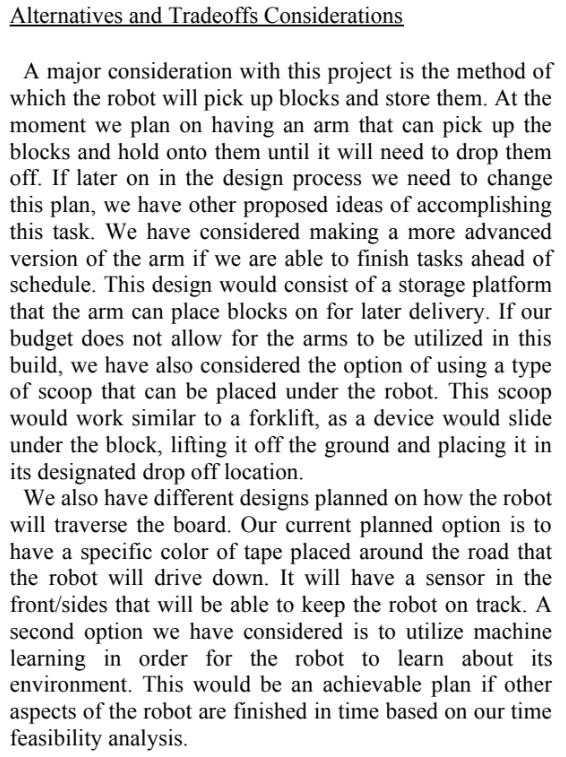 Alternatives and Tradeoffs Considerations
A major consideration with this project is the method of
which the robot will pick up blocks and store them. At the
moment we plan on having an arm that can pick up the
blocks and hold onto them until it will need to drop them
off. If later on in the design process we need to change
this plan, we have other proposed ideas of accomplishing
this task. We have considered making a more advanced
version of the arm if we are able to finish tasks ahead of
schedule. This design would consist of a storage platform
that the arm can place blocks on for later delivery. If our
budget does not allow for the arms to be utilized in this
build, we have also considered the option of using a type
of scoop that can be placed under the robot. This scoop
would work similar to a forklift, as a device would slide
under the block, lifting it off the ground and placing it in
its designated drop off location.
We also have different designs planned on how the robot
will traverse the board. Our current planned option is to
have a specific color of tape placed around the road that
the robot will drive down. It will have a sensor in the
front/sides that will be able to keep the robot on track. A
second option we have considered is to utilize machine
learning in order for the robot to learn about its
environment. This would be an achievable plan if other
aspects of the robot are finished in time based on our time
feasibility analysis.